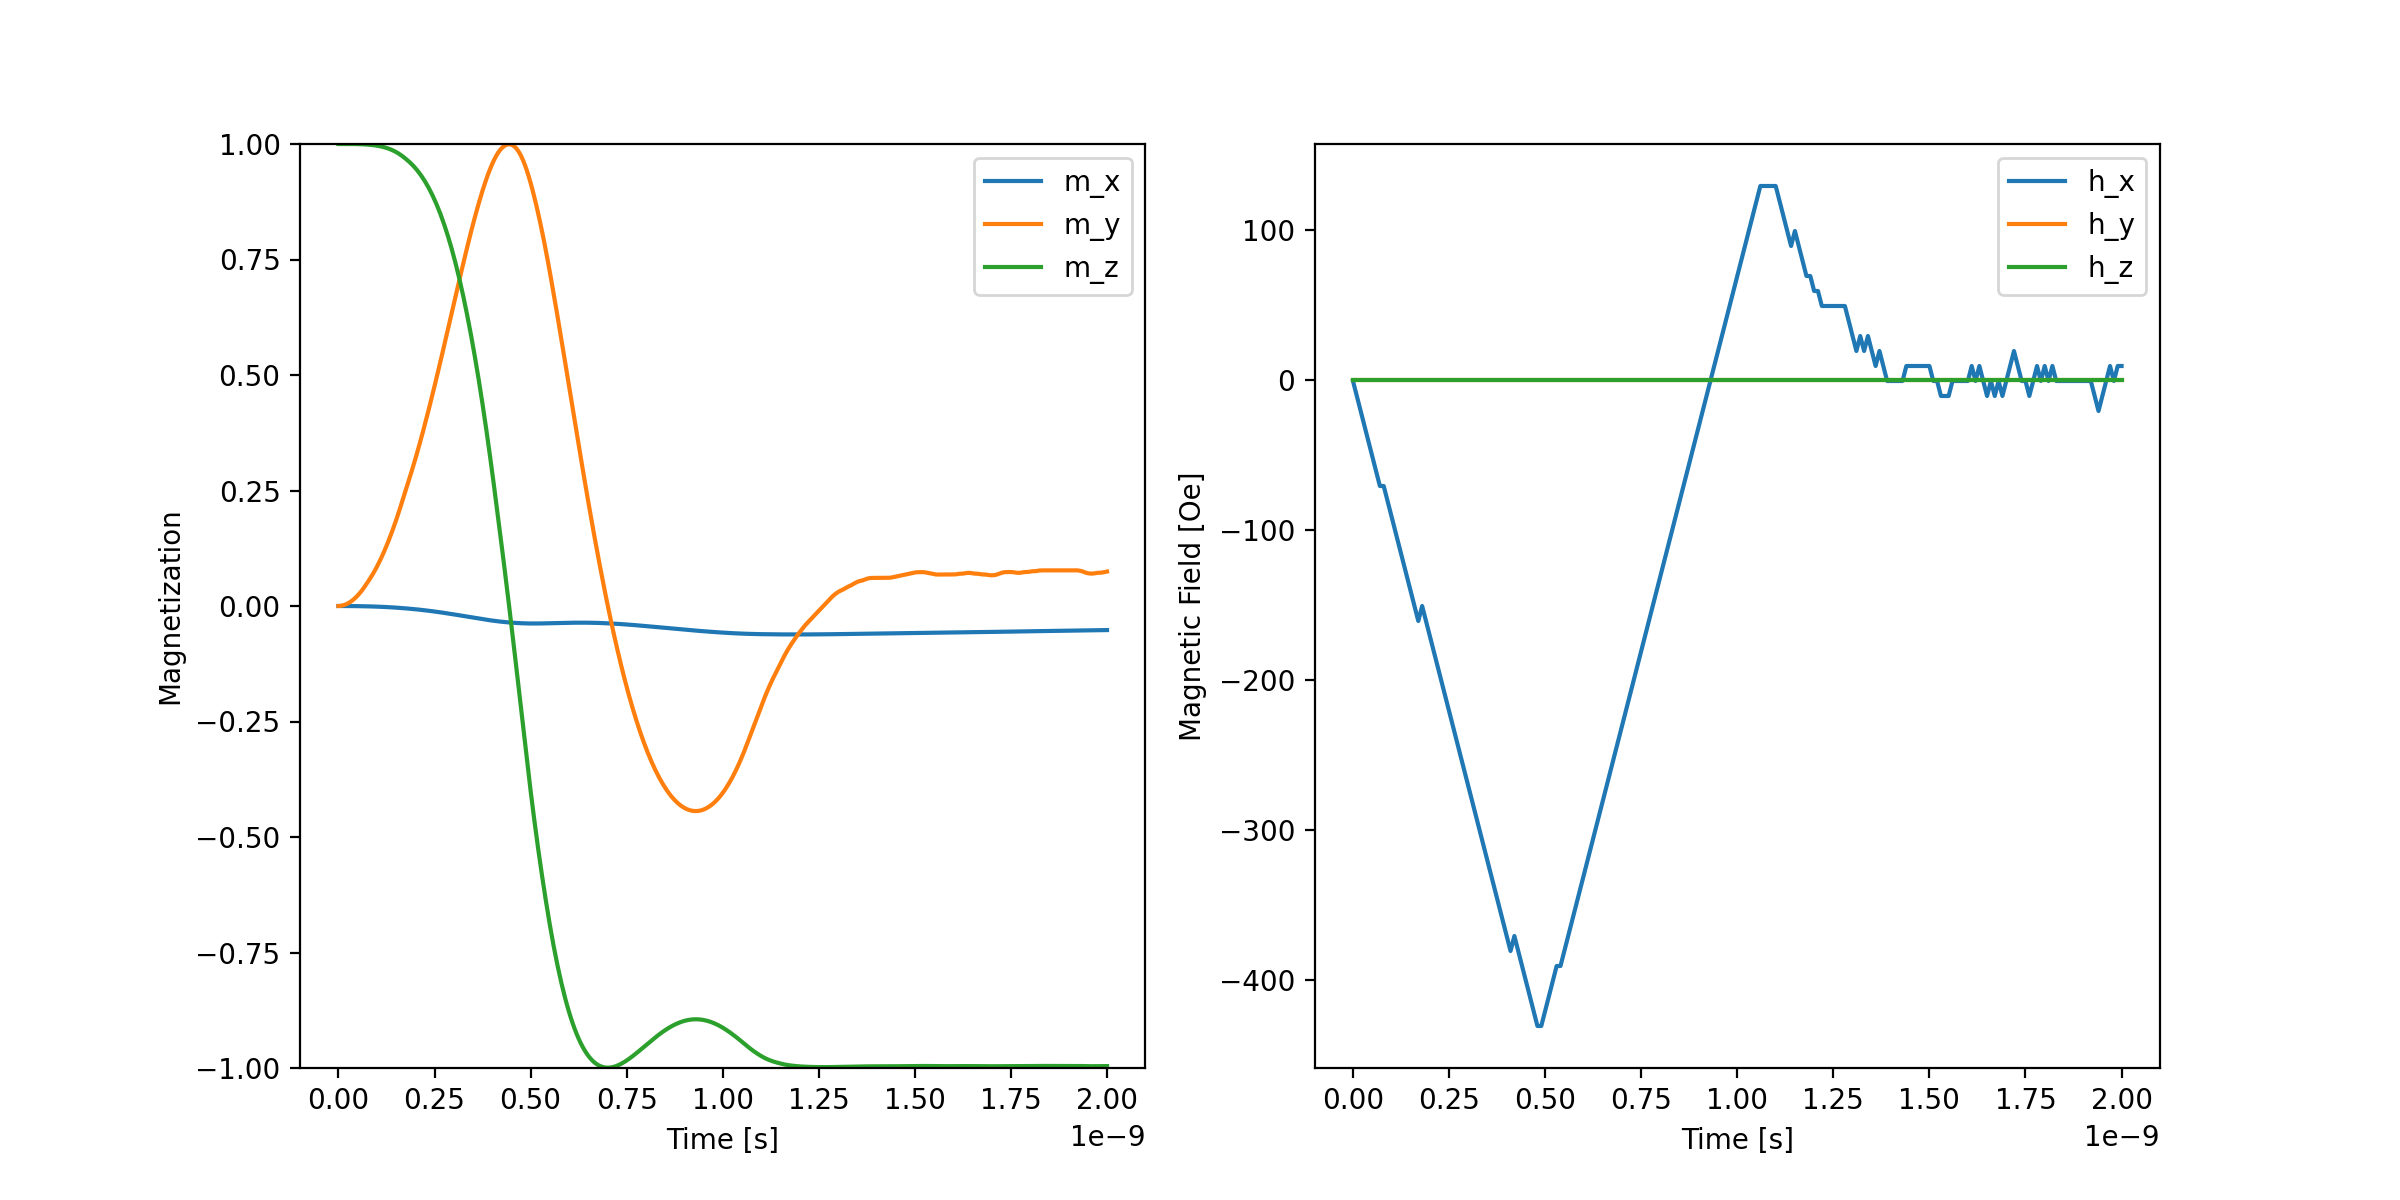 Magnetization
1.00
0.75
0.50
0.25
0.00
−0.25
−0.50
−0.75
−1.00
m_x
m_y
m_z
0.00 0.25 0.50 0.75 1.00 1.25 1.50 1.75 2.00
Time [s]
1e−9
Magnetic Field [Oe]
100
0
−100
−200
−300
−400
h_x
h_y
h_z
0.00 0.25 0.50 0.75 1.00 1.25 1.50 1.75 2.00
Time [s]
1e−9